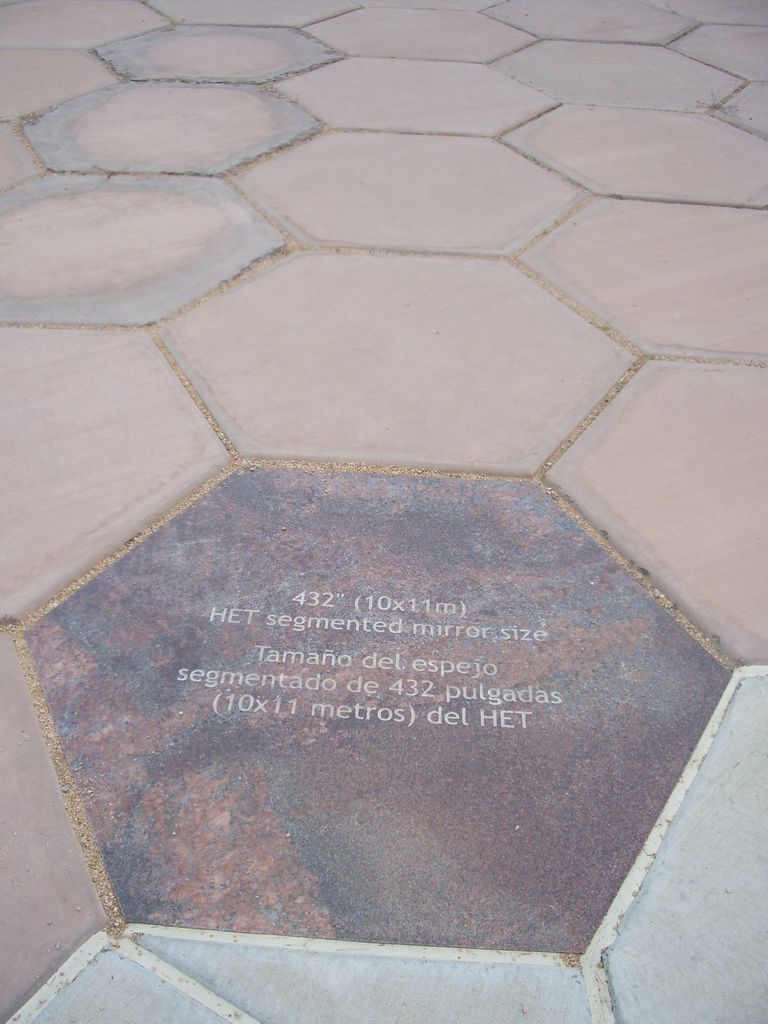 432" (10x11m)
HET segmented mirror size
Tamaño del espejo
segmentado de 432 pulgadas
(10x11 metros) del HET